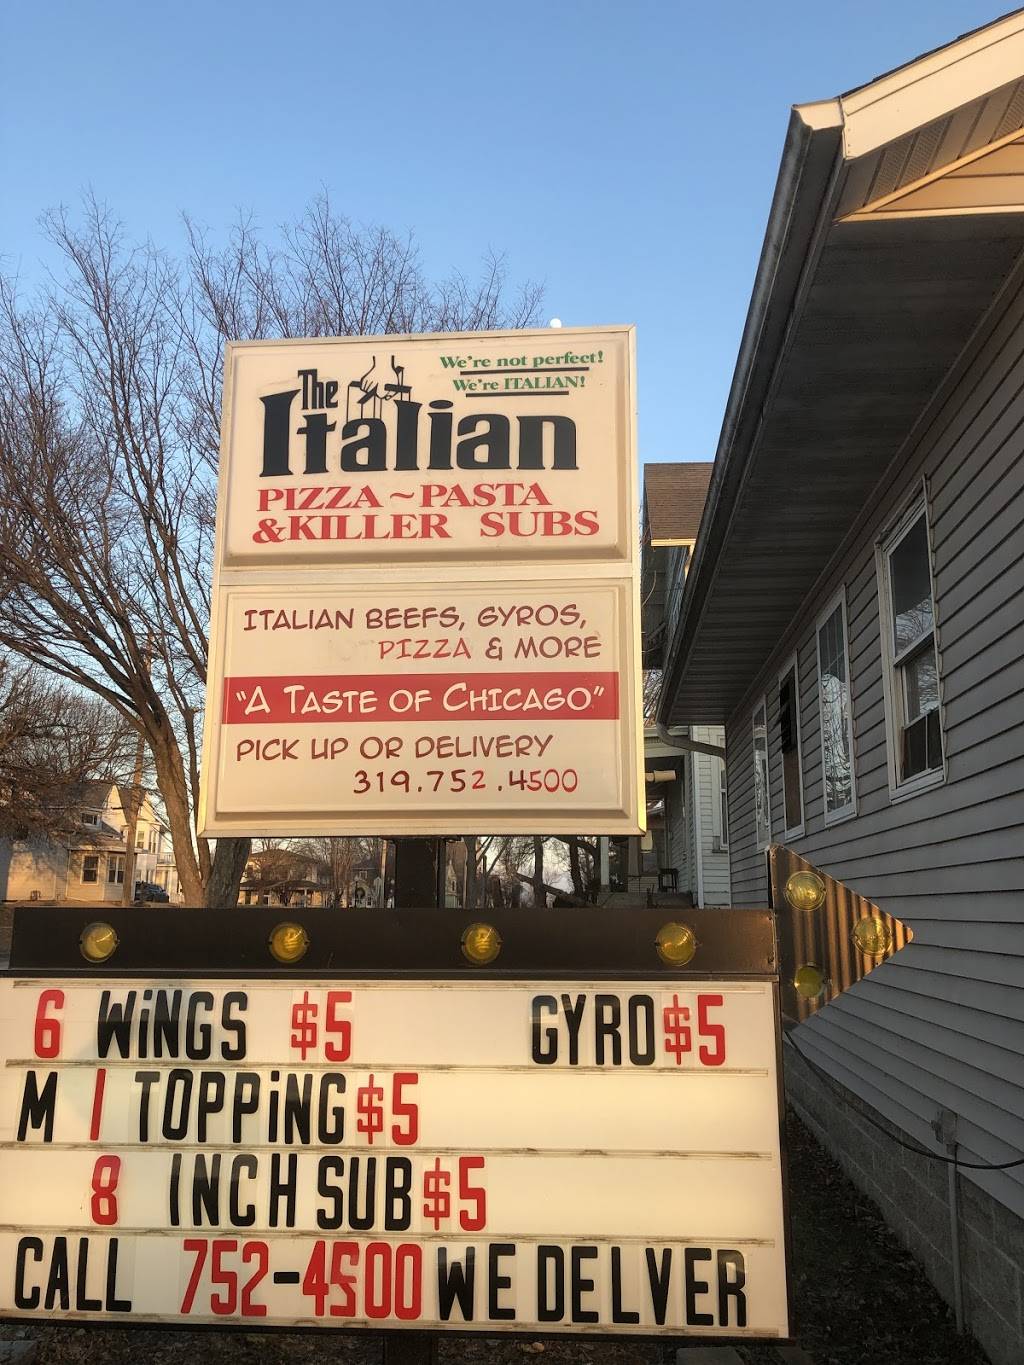 We're not perfect!
We're ITALIAN!
The
Italian
PIZZA ~ PASTA
& KILLER SUBS
ITALIAN BEEFS, GYROS,
PIZZA & MORE
"A TASTE OF CHICAGO"
PICK UP OR DELIVERY
319.752.4500
6 WiNGS $5 GYRO $5
M 1 TOPPiNG $5
8 INCH SUB $5
CALL 752-4500 WE DELVER